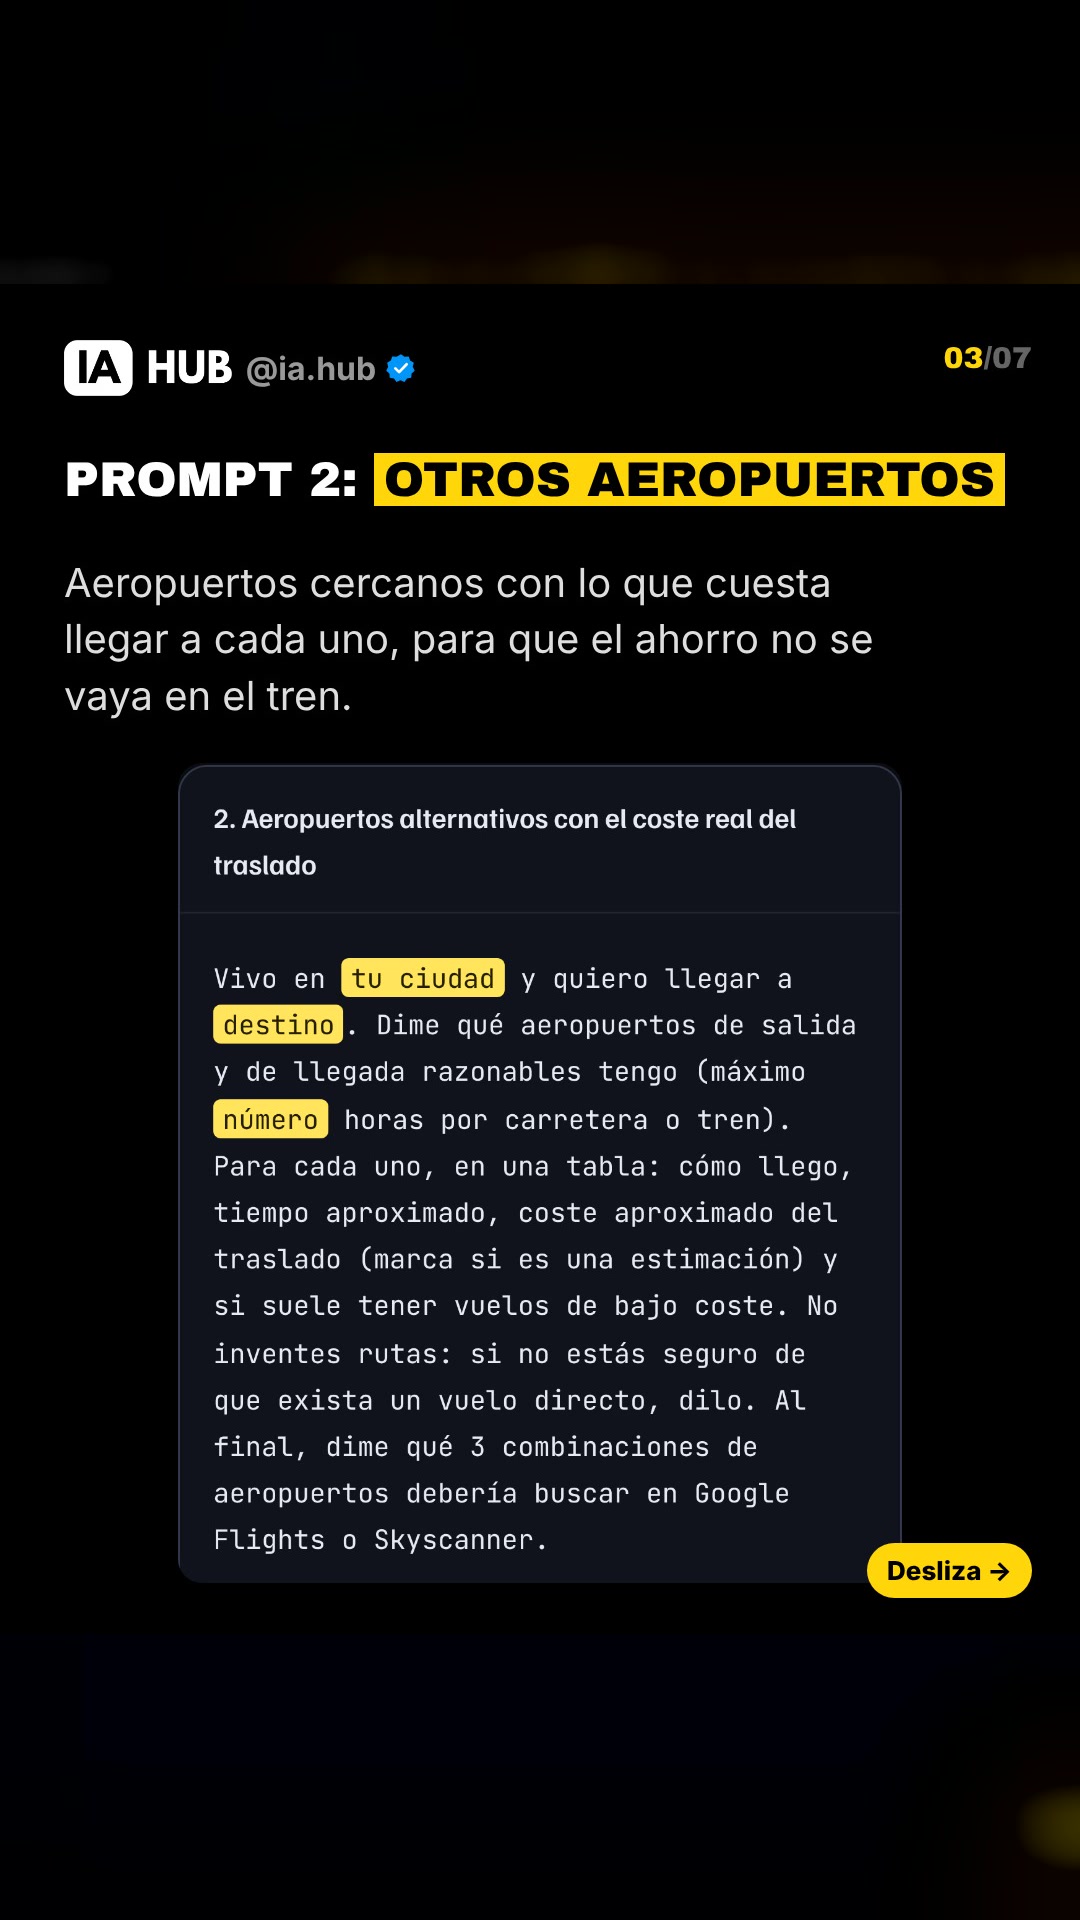 IA HUB @ia.hub
03/07
PROMPT 2: OTROS AEROPUERTOS
Aeropuertos cercanos con lo que cuesta
llegar a cada uno, para que el ahorro no se
vaya en el tren.
2. Aeropuertos alternativos con el coste real del
traslado
Vivo en tu ciudad y quiero llegar a
destino. Dime qué aeropuertos de salida
y de llegada razonables tengo (máximo
número horas por carretera o tren).
Para cada uno, en una tabla: cómo llego,
tiempo aproximado, coste aproximado del
traslado (marca si es una estimación) y
si suele tener vuelos de bajo coste. No
inventes rutas: si no estás seguro de
que exista un vuelo directo, dilo. Al
final, dime qué 3 combinaciones de
aeropuertos debería buscar en Google
Flights o Skyscanner.
Desliza →